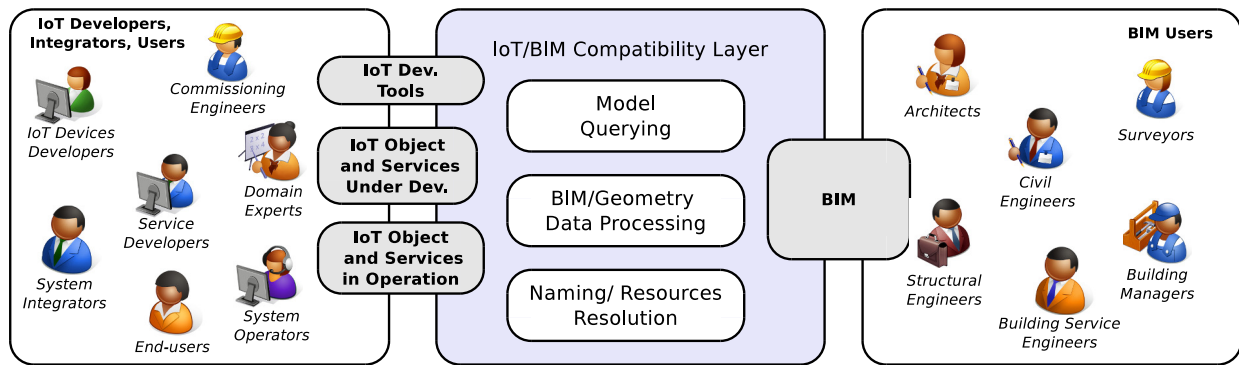 IoT Developers,
Integrators, Users
Commissioning
Engineers
IoT Devices
Developers
Domain
Experts
Service
Developers
System
Integrators
System
Operators
End-users
IoT Dev.
Tools
IoT Object
and Services
Under Dev.
IoT Object
and Services
in Operation
IoT/BIM Compatibility Layer
Model
Querying
BIM/Geometry
Data Processing
Naming/ Resources
Resolution
BIM
BIM Users
Architects
Surveyors
Civil
Engineers
Structural
Engineers
Building
Managers
Building Service
Engineers